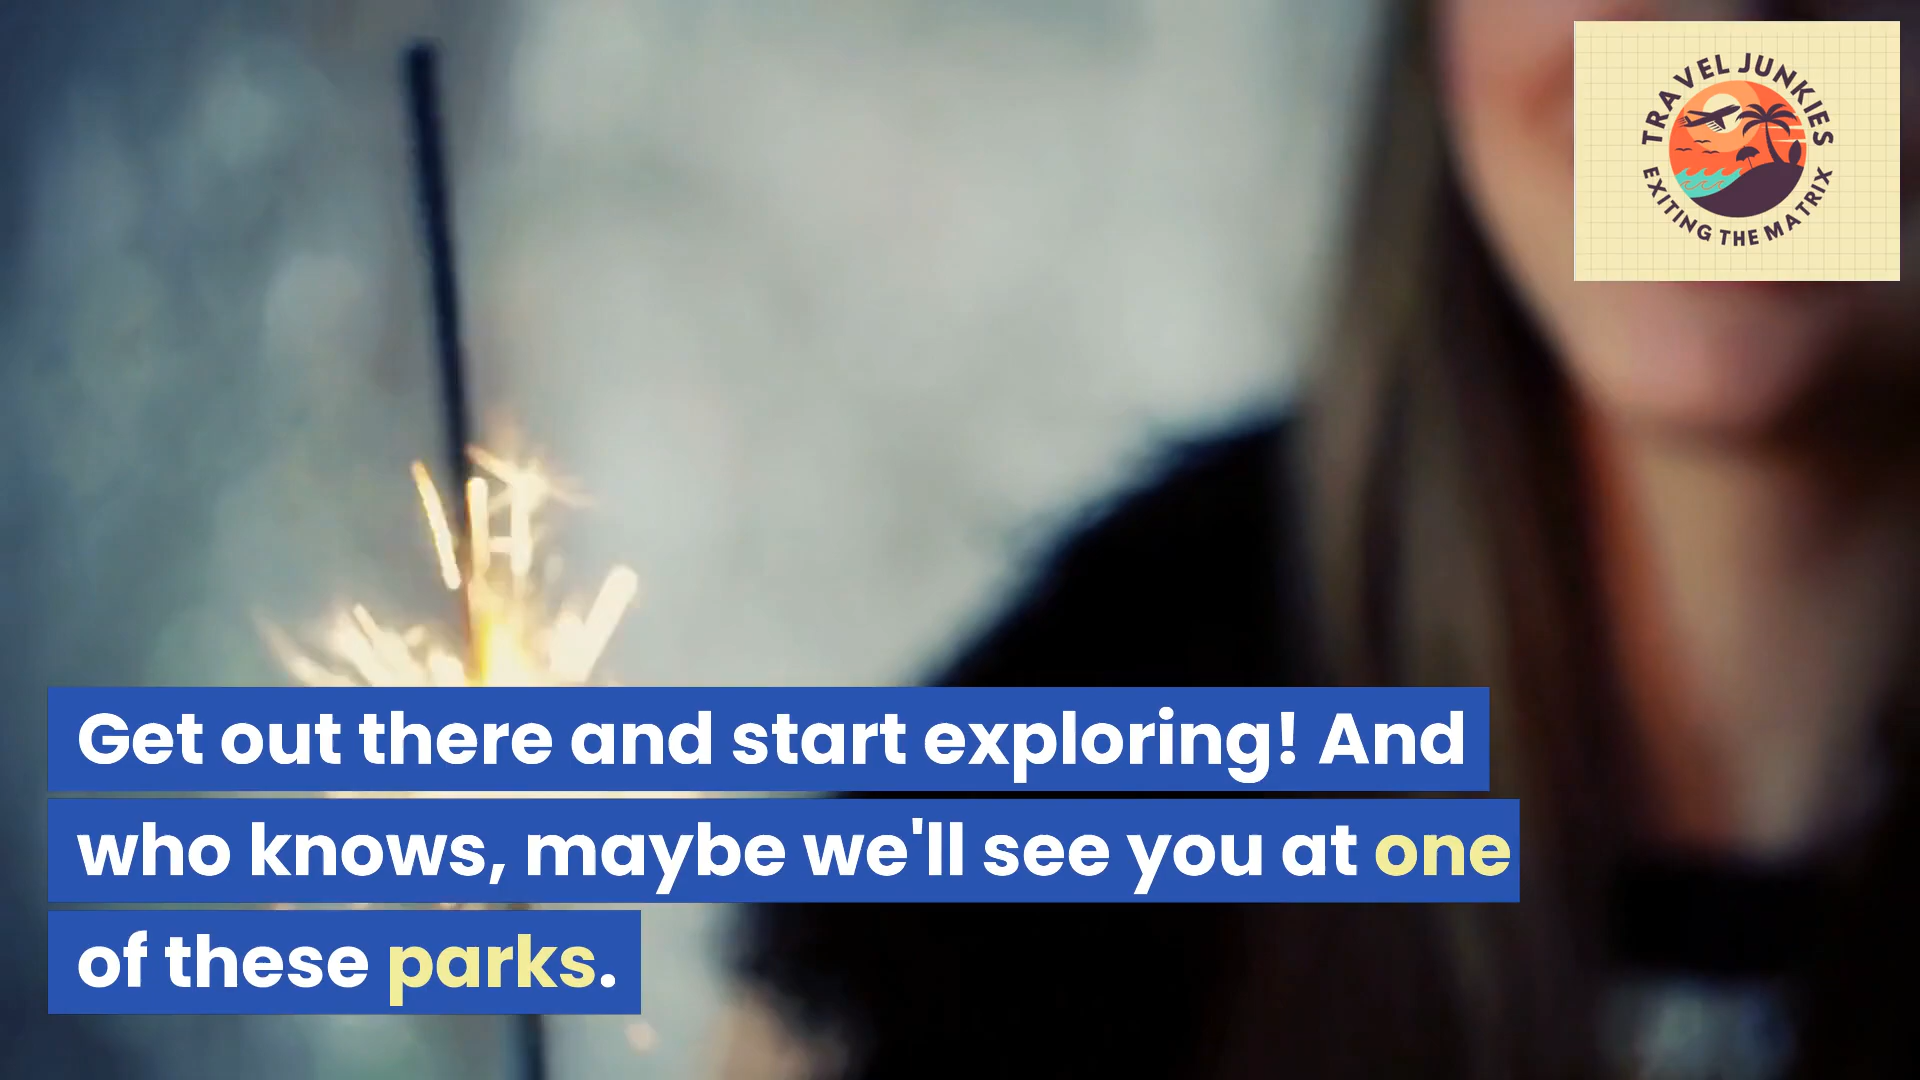 TRAVEL JUNKIES
EXITING THE MATRIX
Get out there and start exploring! And
who knows, maybe we'll see you at one
of these parks.